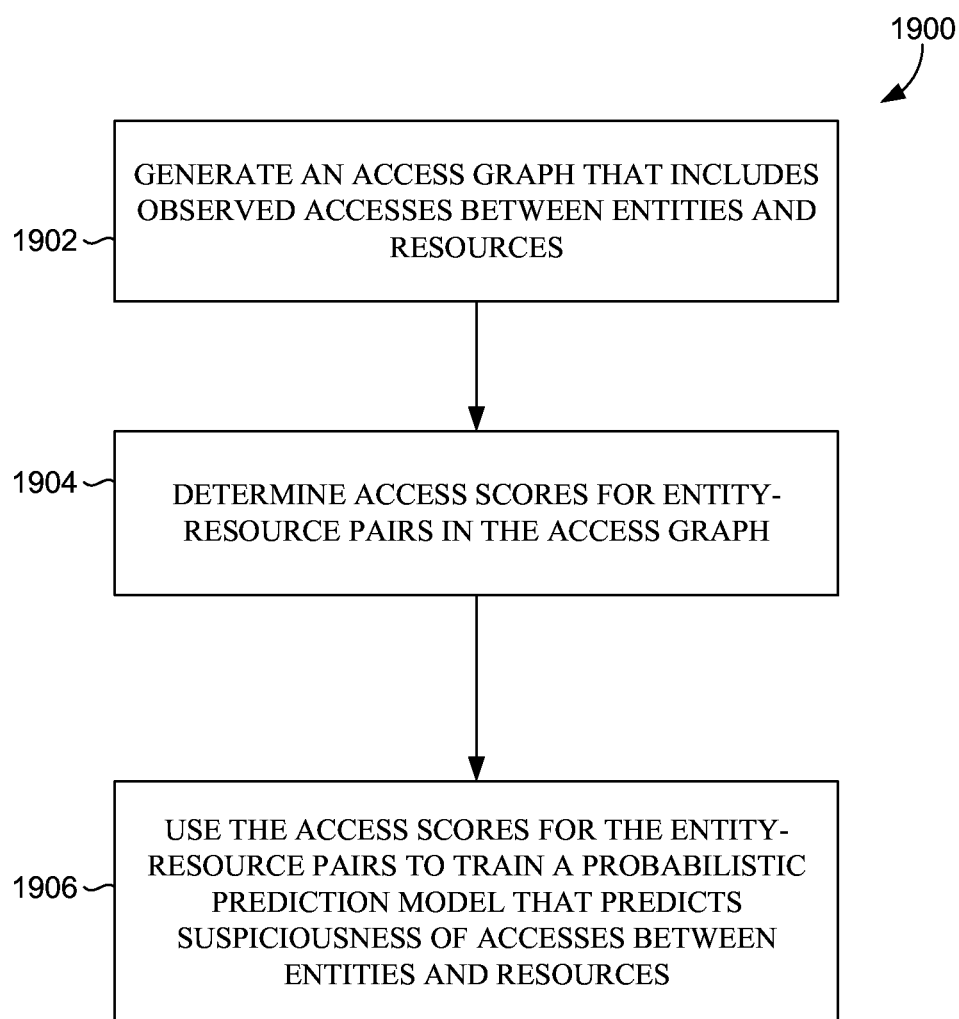 1900
GENERATE AN ACCESS GRAPH THAT INCLUDES
OBSERVED ACCESSES BETWEEN ENTITIES AND
RESOURCES
1902
1904
DETERMINE ACCESS SCORES FOR ENTITY-
RESOURCE PAIRS IN THE ACCESS GRAPH
USE THE ACCESS SCORES FOR THE ENTITY-
RESOURCE PAIRS TO TRAIN A PROBABILISTIC
PREDICTION MODEL THAT PREDICTS
SUSPICIOUSNESS OF ACCESSES BETWEEN
ENTITIES AND RESOURCES
1906